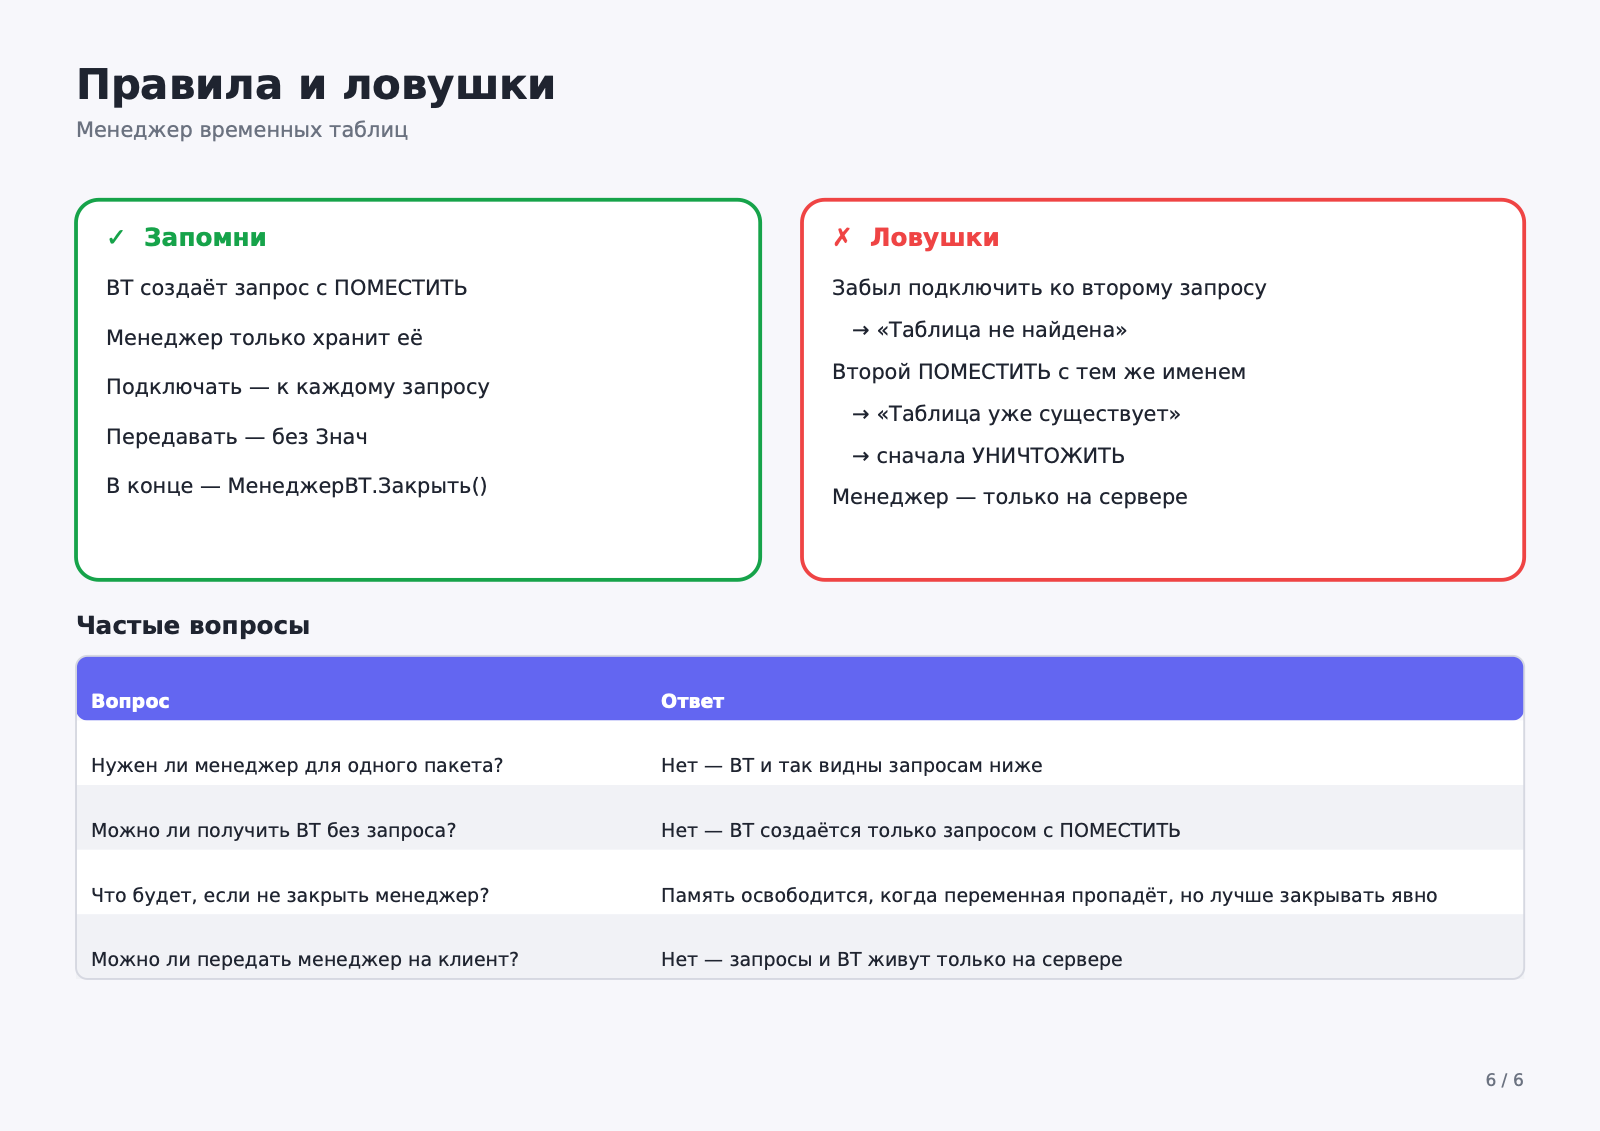 Правила и ловушки
Менеджер временных таблиц
✓ Запомни
ВТ создаёт запрос с ПОМЕСТИТЬ
Менеджер только хранит её
Подключать — к каждому запросу
Передавать — без Знач
В конце — МенеджерВТ.Закрыть()
✗ Ловушки
Забыл подключить ко второму запросу
→ «Таблица не найдена»
Второй ПОМЕСТИТЬ с тем же именем
→ «Таблица уже существует»
→ сначала УНИЧТОЖИТЬ
Менеджер — только на сервере
Частые вопросы
Вопрос Ответ
Нужен ли менеджер для одного пакета? Нет — ВТ и так видны запросам ниже
Можно ли получить ВТ без запроса? Нет — ВТ создаётся только запросом с ПОМЕСТИТЬ
Что будет, если не закрыть менеджер? Память освободится, когда переменная пропадёт, но лучше закрывать явно
Можно ли передать менеджер на клиент? Нет — запросы и ВТ живут только на сервере
6 / 6